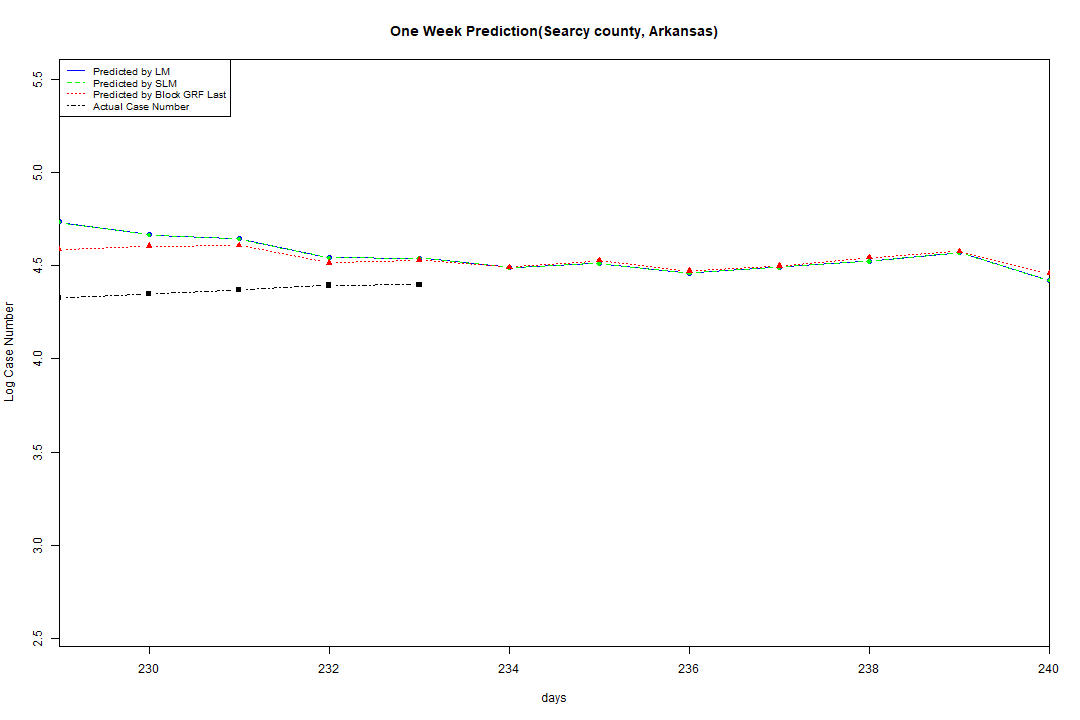 One Week Prediction(Searcy county, Arkansas)
Predicted by LM
Predicted by SLM
Predicted by Block GRF Last
Actual Case Number
5.5
5.0
4.5
4.0
3.5
3.0
2.5
Log Case Number
230 232 234 236 238 240
days